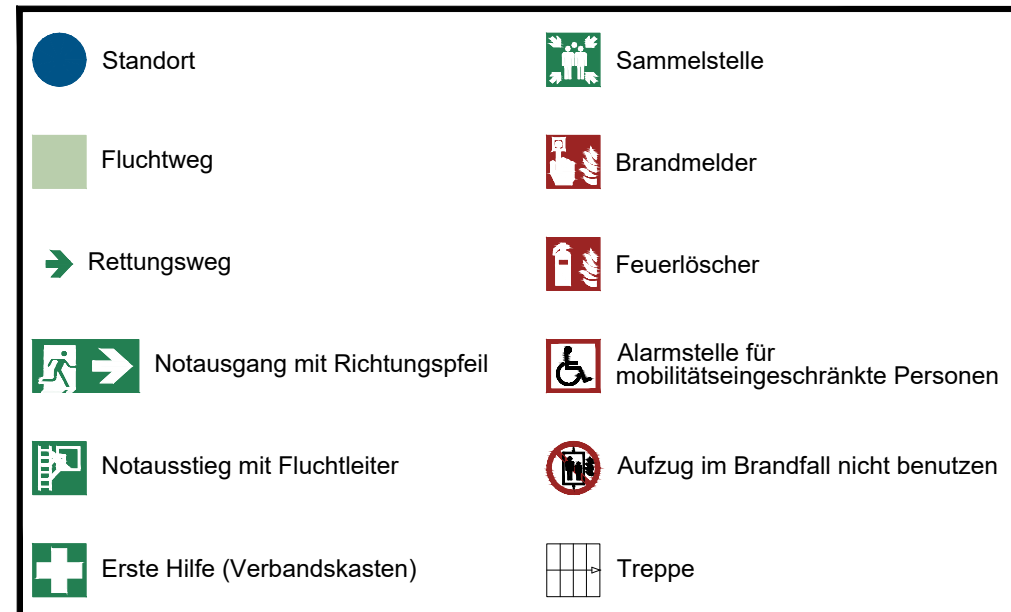 Standort
Fluchtweg
Rettungsweg
Notausgang mit Richtungspfeil
Notausstieg mit Fluchtleiter
Erste Hilfe (Verbandskasten)
Sammelstelle
Brandmelder
Feuerlöscher
Alarmstelle für
mobilitätseingeschränkte Personen
Aufzug im Brandfall nicht benutzen
Treppe